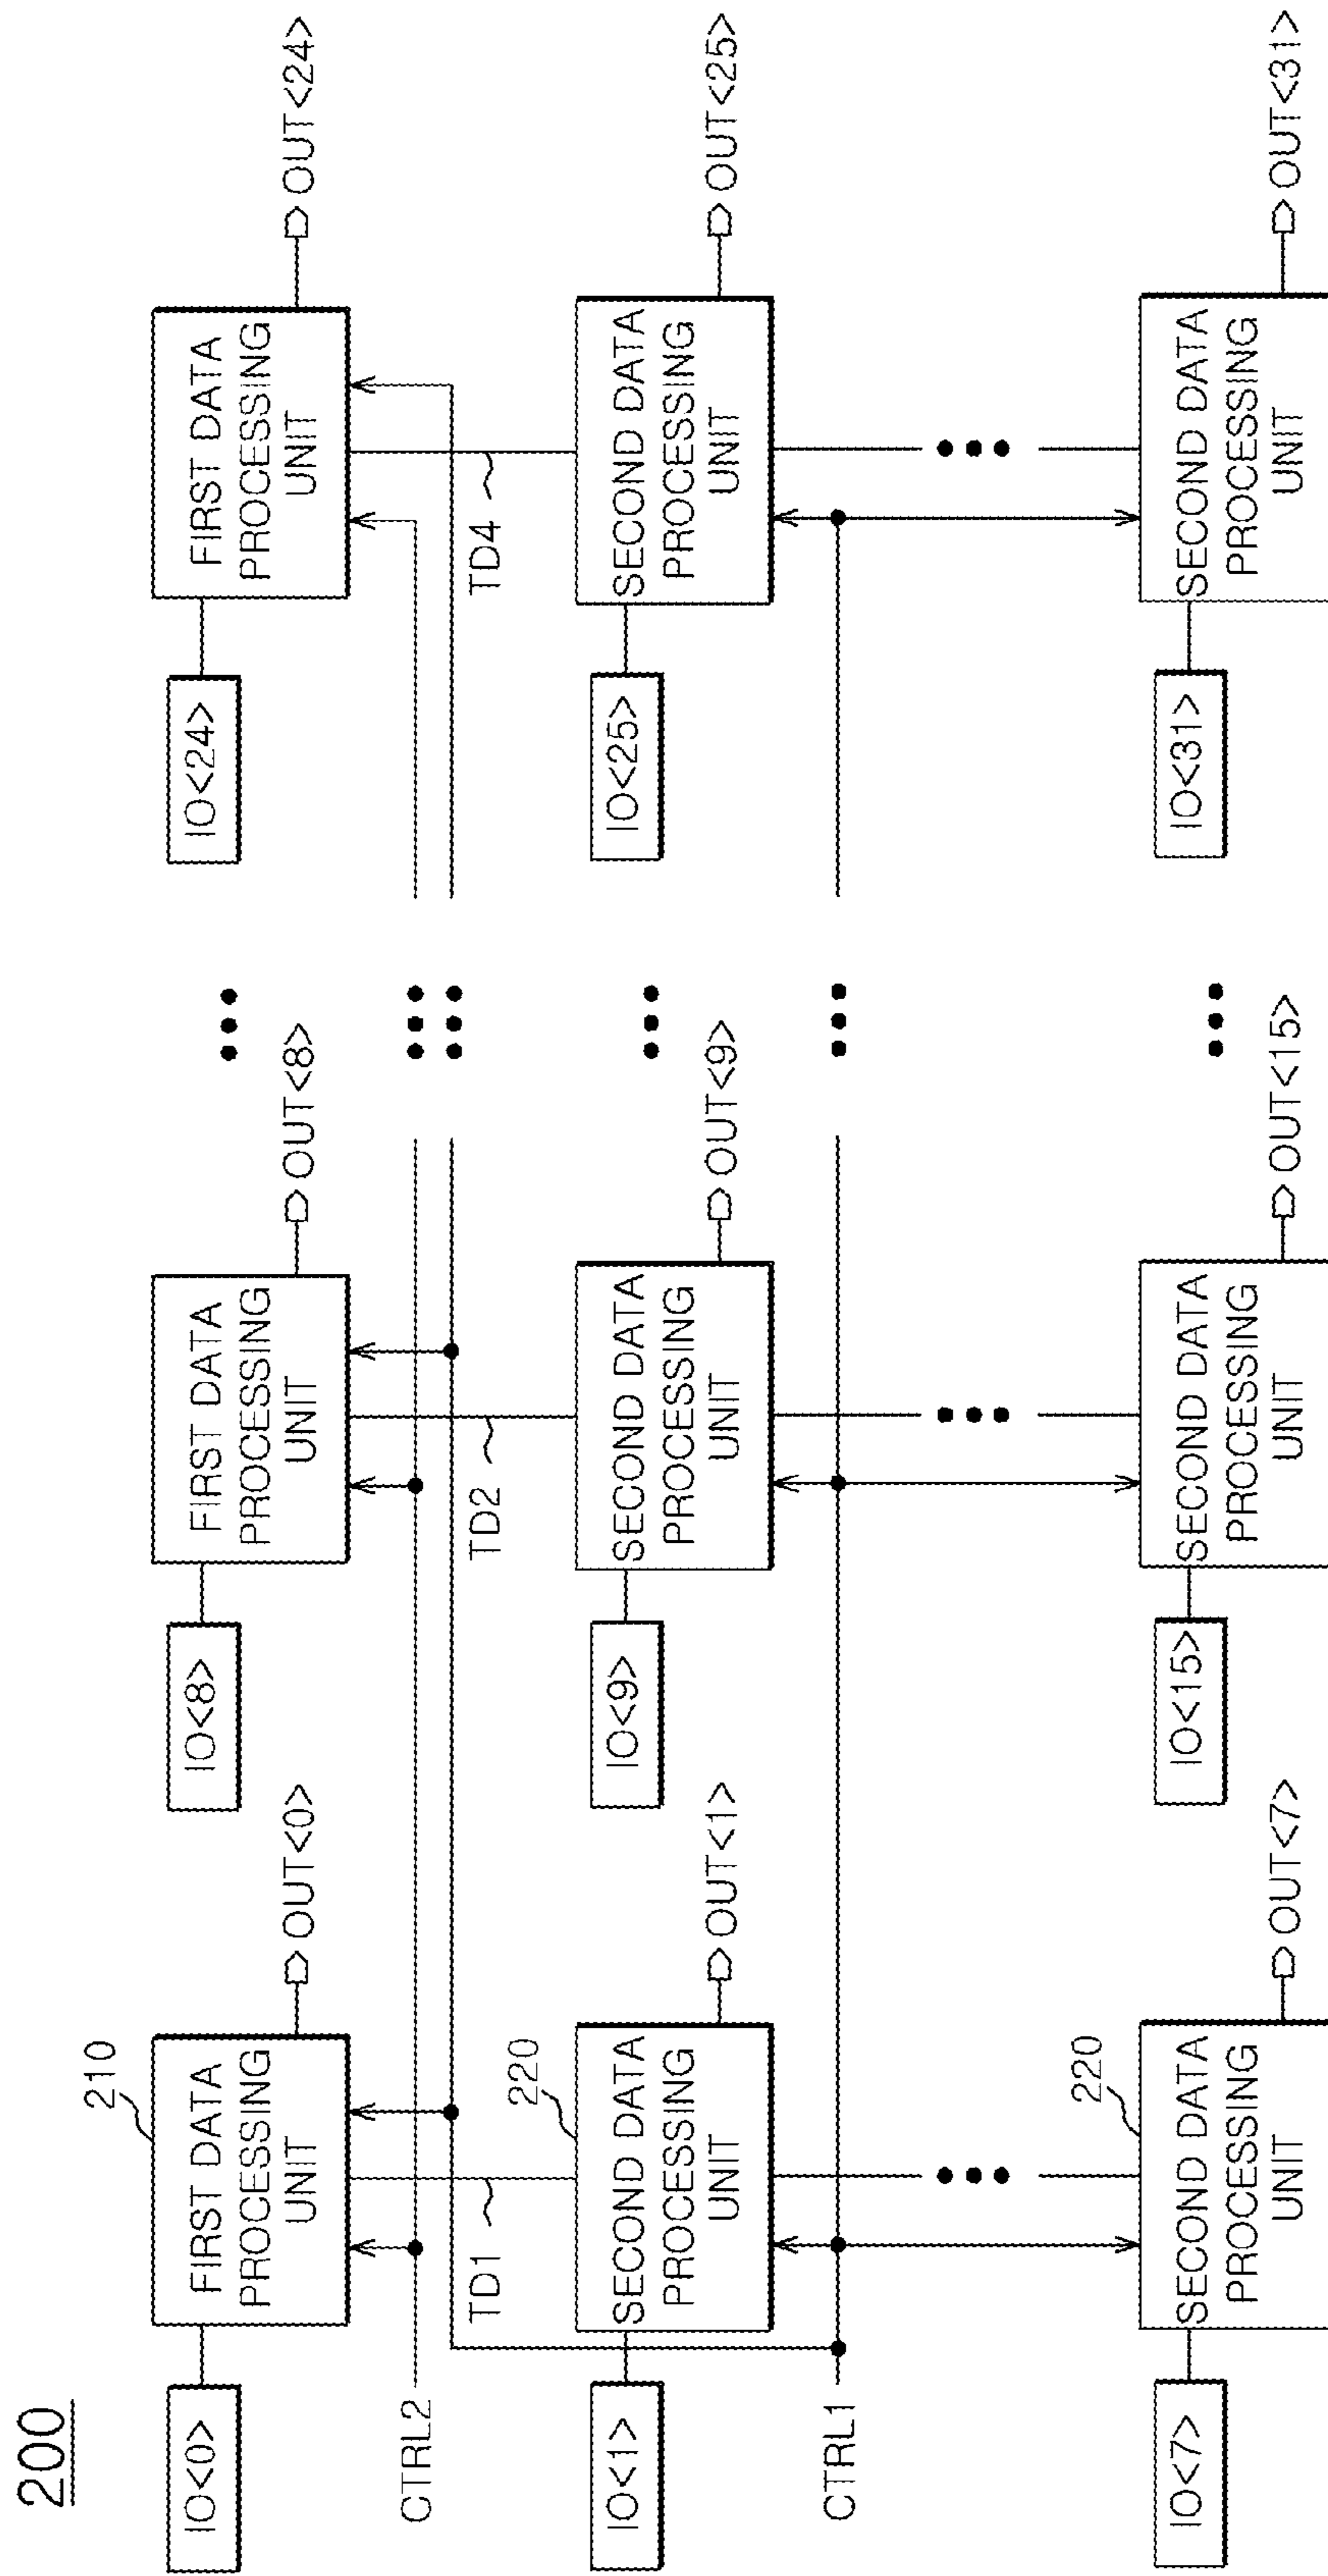 200
IO<0>
FIRST DATA
PROCESSING
UNIT
210
OUT<0>
IO<8>
FIRST DATA
PROCESSING
UNIT
OUT<8>
IO<24>
FIRST DATA
PROCESSING
UNIT
OUT<24>
CTRL2
TD1
TD2
TD4
IO<1>
SECOND DATA
PROCESSING
UNIT
220
OUT<1>
IO<9>
SECOND DATA
PROCESSING
UNIT
OUT<9>
IO<25>
SECOND DATA
PROCESSING
UNIT
OUT<25>
CTRL1
IO<7>
SECOND DATA
PROCESSING
UNIT
220
OUT<7>
IO<15>
SECOND DATA
PROCESSING
UNIT
OUT<15>
IO<31>
SECOND DATA
PROCESSING
UNIT
OUT<31>